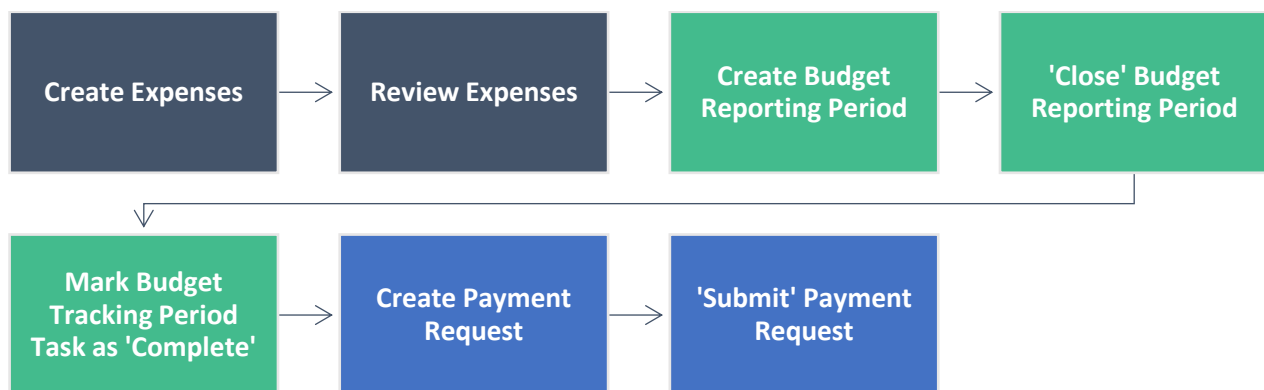 Create Expenses
Review Expenses
Create Budget
Reporting Period
'Close' Budget
Reporting Period
Mark Budget
Tracking Period
Task as 'Complete'
Create Payment
Request
'Submit' Payment
Request